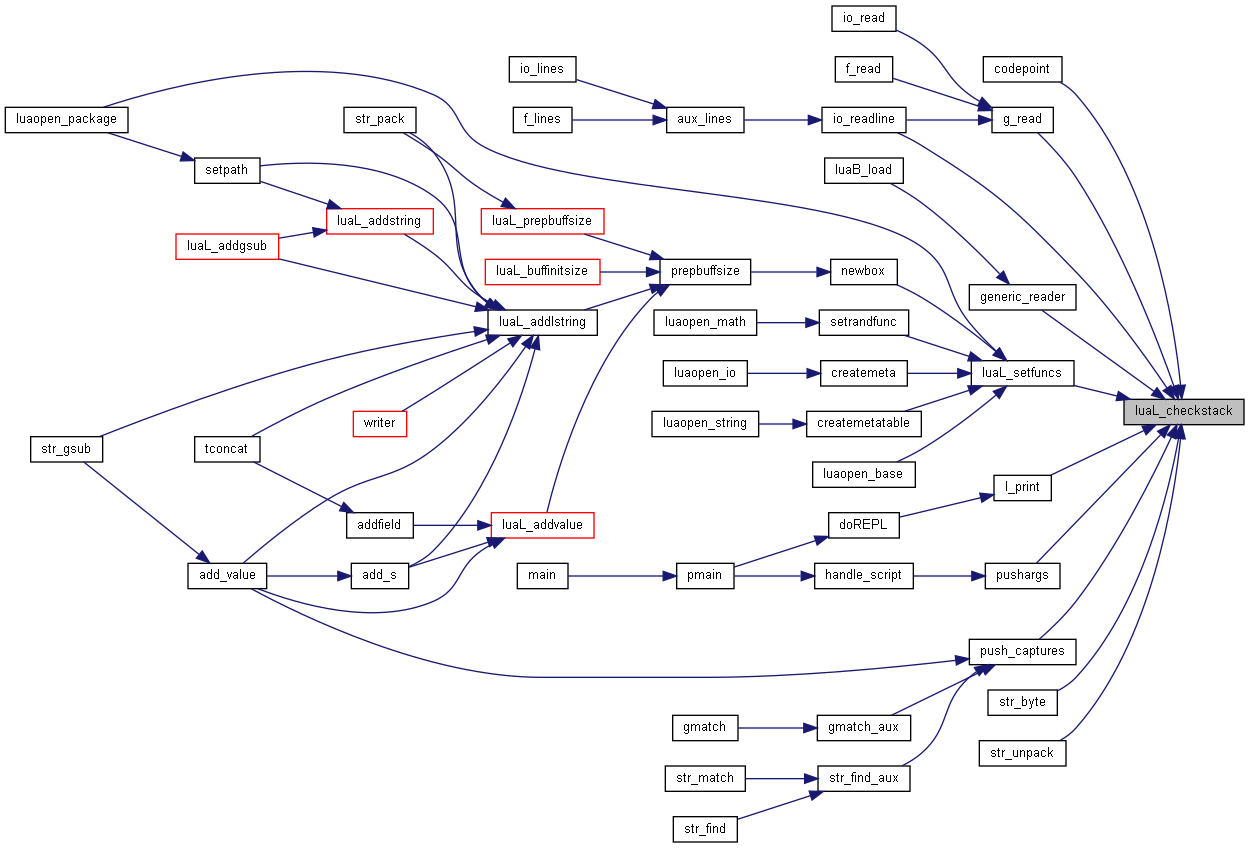 io_read
io_lines
f_read
codepoint
luaopen_package
str_pack
f_lines
aux_lines
io_readline
g_read
setpath
luaB_load
luaL_addstring
luaL_prepbuffsize
luaL_addgsub
luaL_buffinitsize
prepbuffsize
newbox
generic_reader
luaL_addlstring
luaopen_math
setrandfunc
luaopen_io
createmeta
luaL_setfuncs
luaL_checkstack
writer
luaopen_string
createmetatable
str_gsub
tconcat
luaopen_base
l_print
addfield
luaL_addvalue
doREPL
add_value
add_s
main
pmain
handle_script
pushargs
push_captures
str_byte
gmatch
gmatch_aux
str_unpack
str_match
str_find_aux
str_find